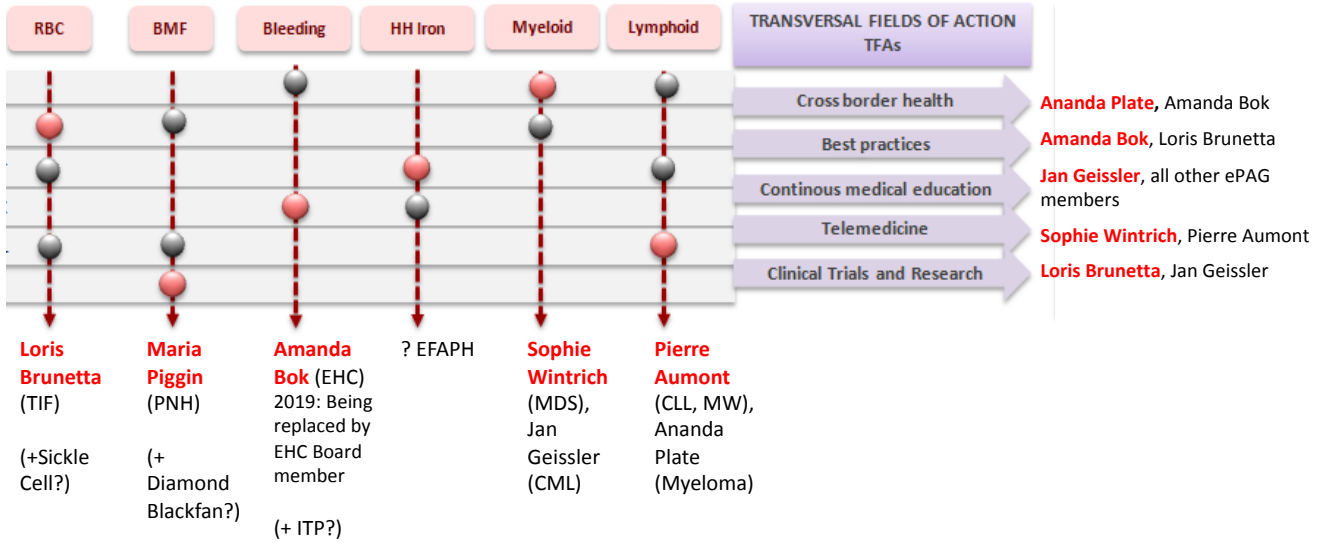 RBC
BMF
Bleeding
HH Iron
Myeloid
Lymphoid
TRANSVERSAL FIELDS OF ACTION
TFAs
Cross border health
Ananda Plate, Amanda Bok
Best practices
Amanda Bok, Loris Brunetta
Continous medical education
Jan Geissler, all other ePAG
members
Telemedicine
Sophie Wintrich, Pierre Aumont
Clinical Trials and Research
Loris Brunetta, Jan Geissler
Loris
Brunetta
(TIF)
(+Sickle
Cell?)
Maria
Piggin
(PNH)
(+
Diamond
Blackfan?)
Amanda
Bok (EHC)
2019: Being
replaced by
EHC Board
member
(+ ITP?)
? EFAPH
Sophie
Wintrich
(MDS),
Jan
Geissler
(CML)
Pierre
Aumont
(CLL, MW),
Ananda
Plate
(Myeloma)